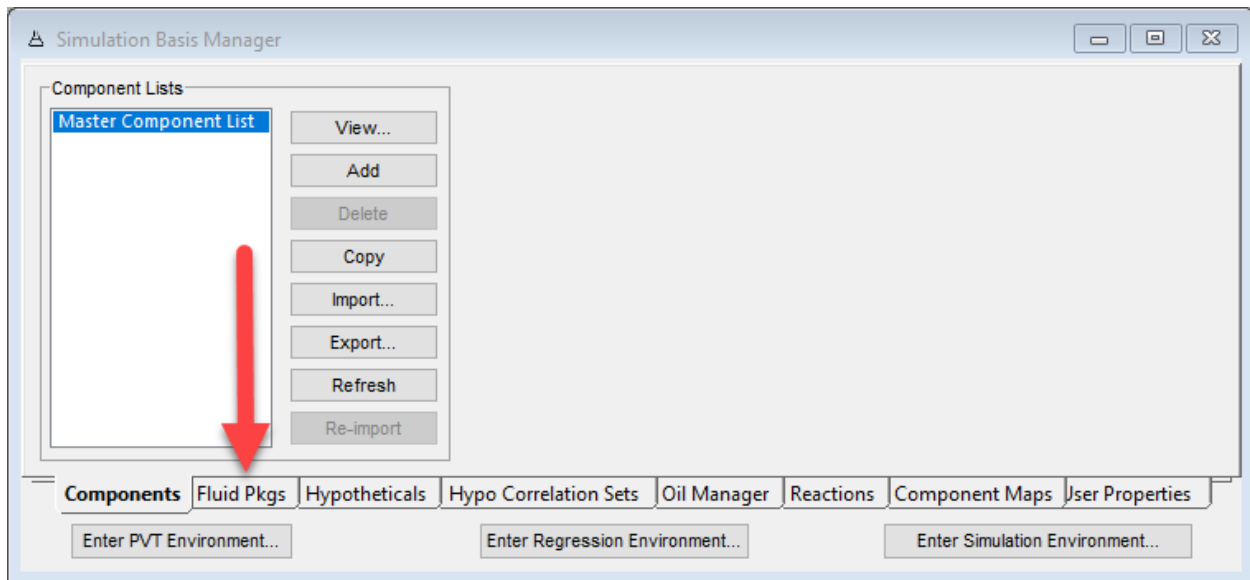 Simulation Basis Manager
Component Lists
Master Component List
View...
Add
Delete
Copy
Import...
Export...
Refresh
Re-import
Components Fluid Pkgs Hypotheticals Hypo Correlation Sets Oil Manager Reactions Component Maps User Properties
Enter PVT Environment... Enter Regression Environment... Enter Simulation Environment...